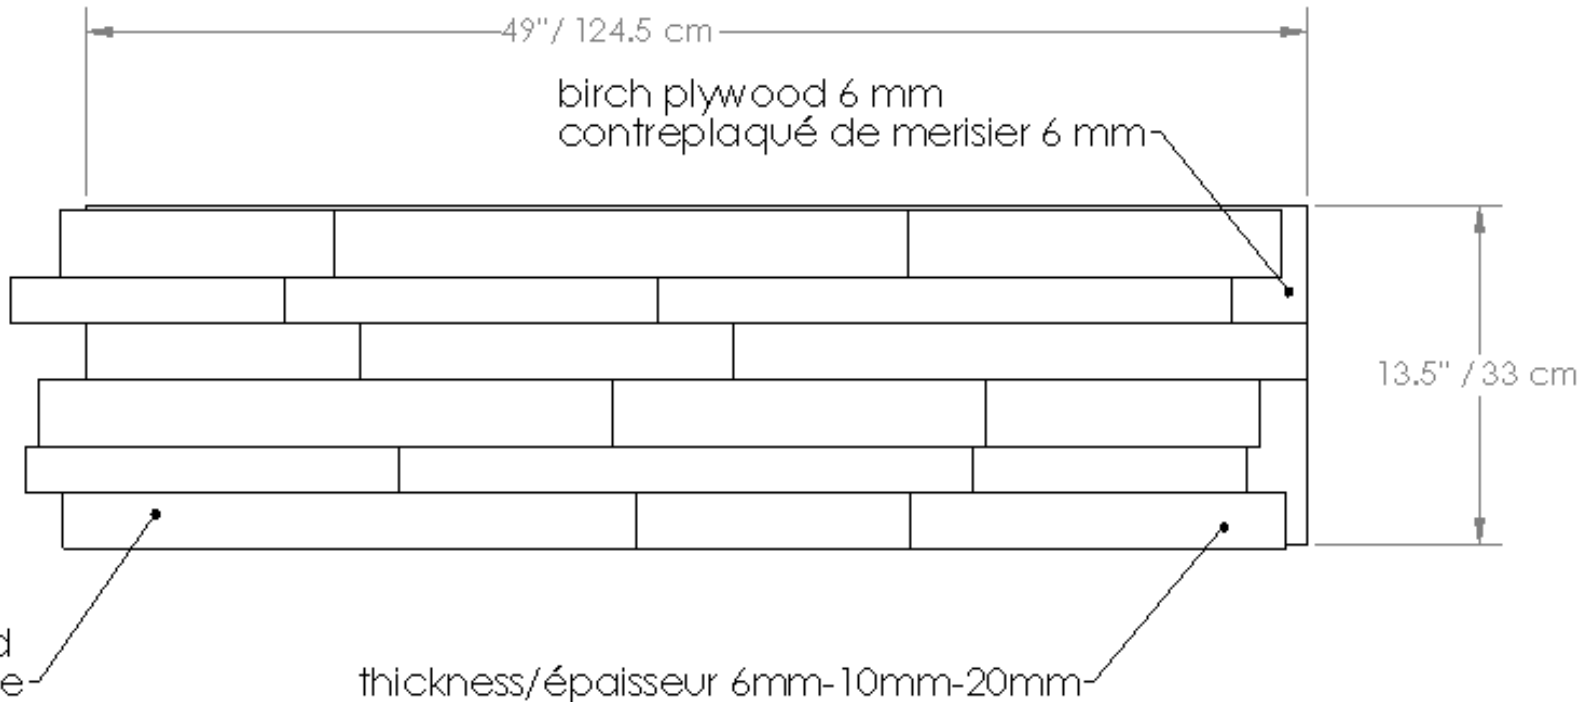 49"/ 124.5 cm
birch plywood 6 mm
contreplaqué de merisier 6 mm
13.5" / 33 cm
thickness/épaisseur 6mm-10mm-20mm